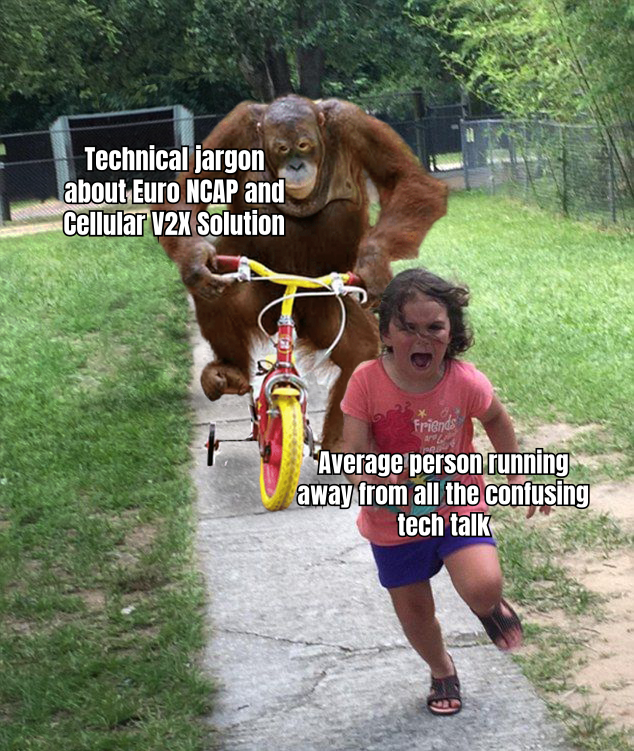 Technical jargon
about Euro NCAP and
Cellular V2X Solution
Friends
Average person running
away from all the confusing
tech talk